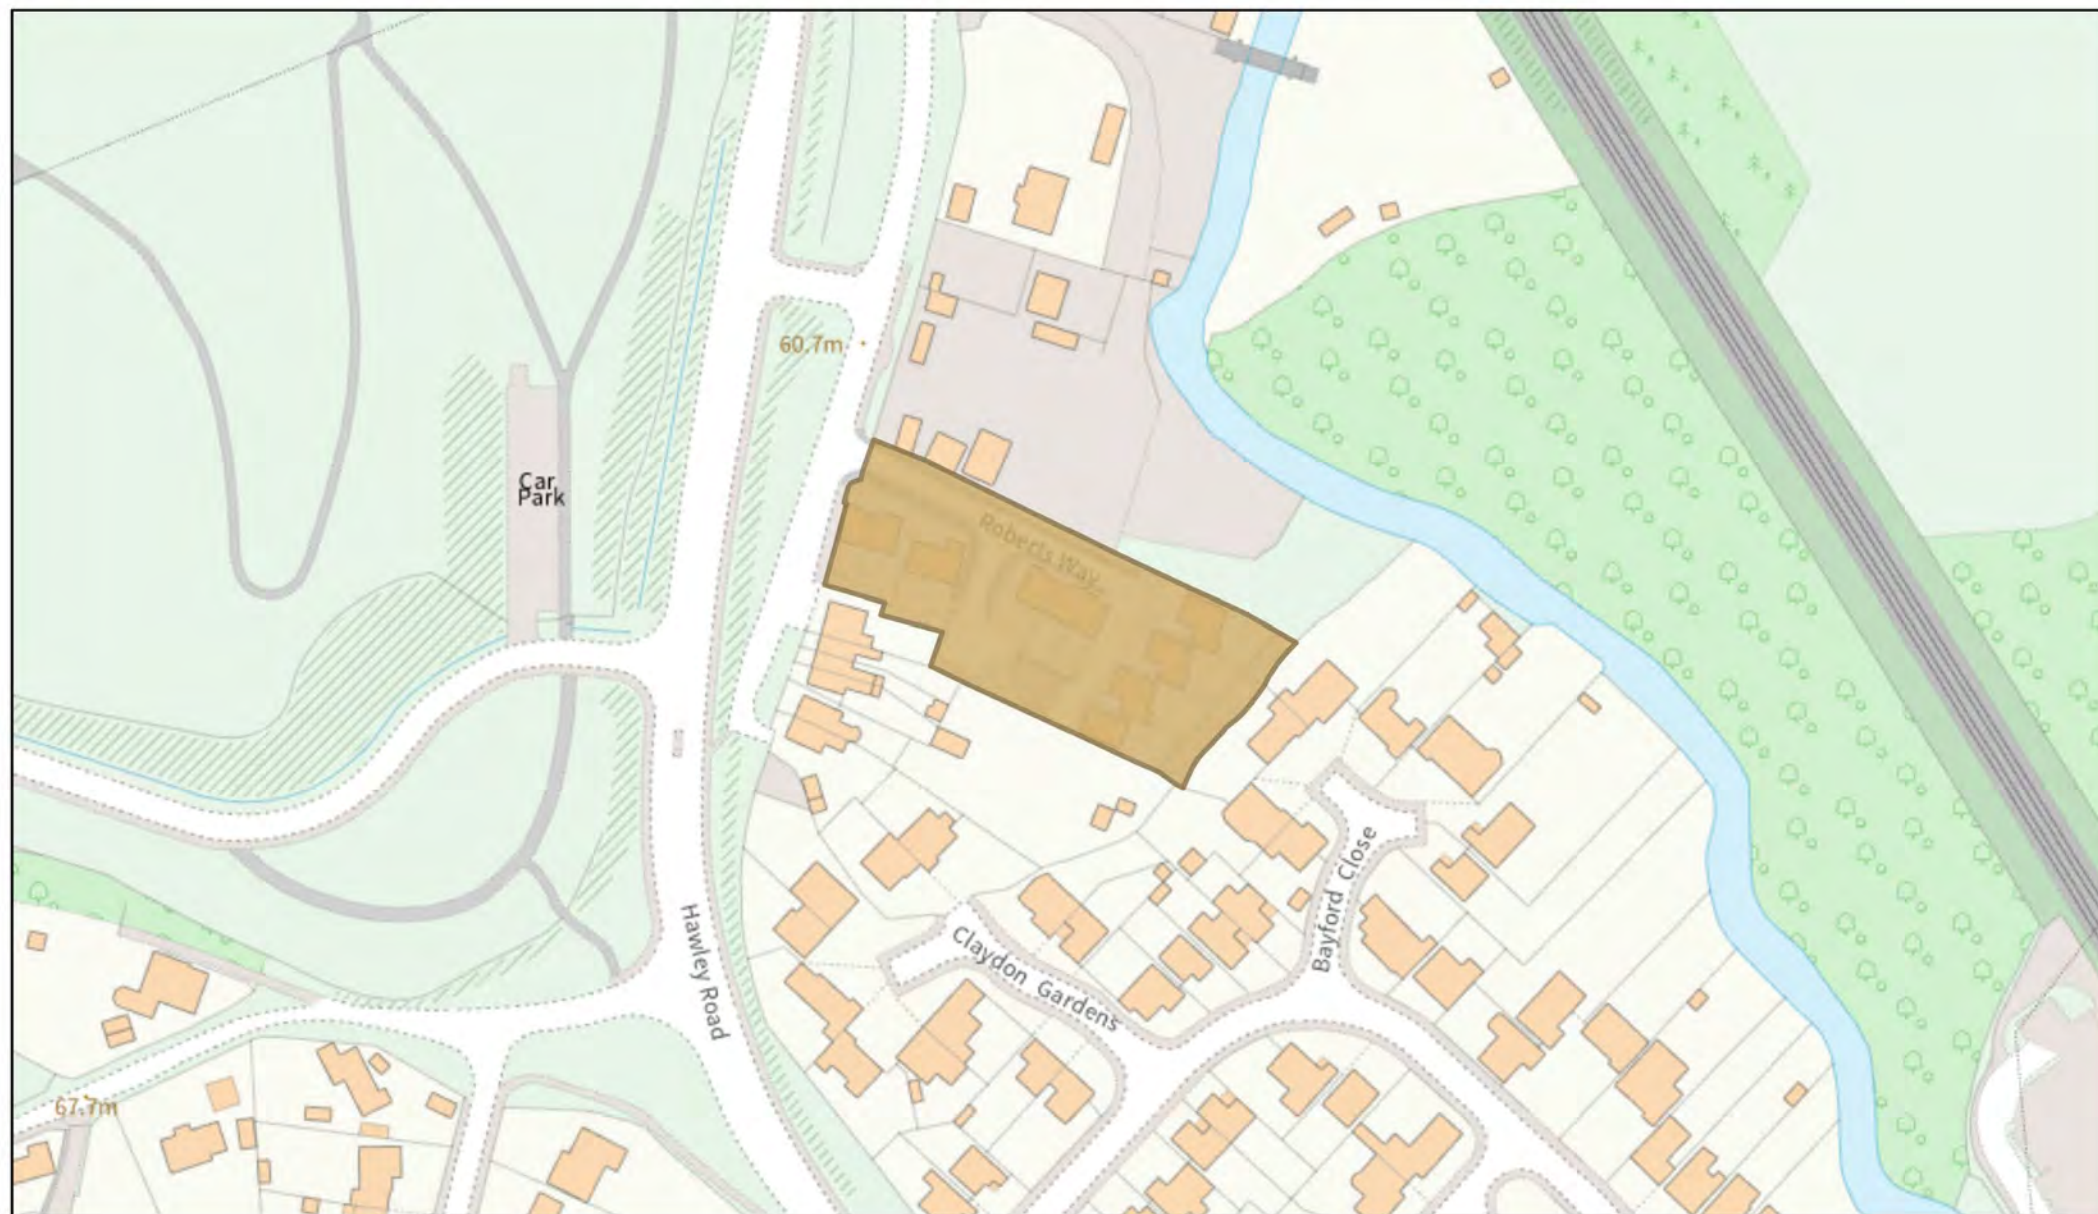 60.7m
Car
Park
Roberts Way
Hawley Road
Claydon Gardens
Bayford Close
67.7m